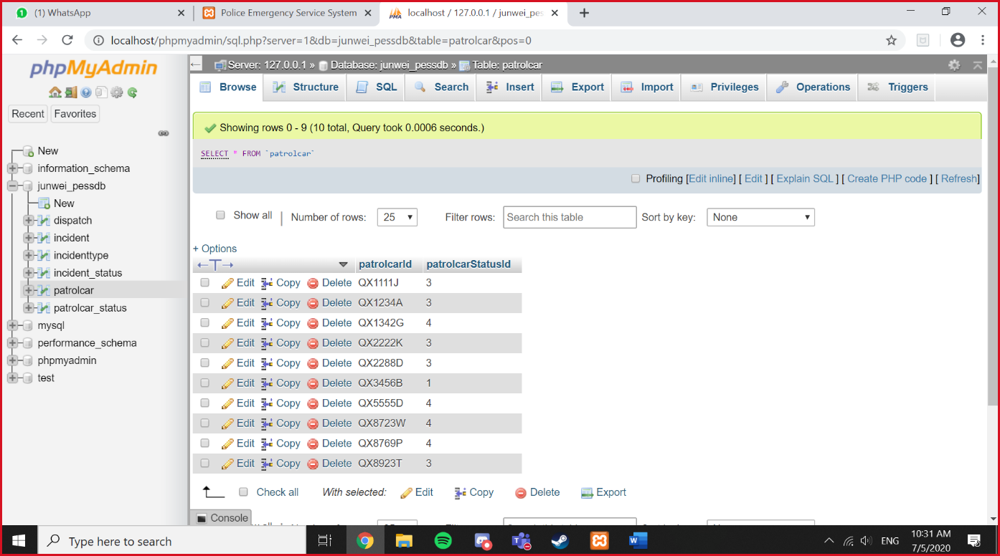 (1) WhatsApp
Police Emergency Service System
localhost / 127.0.0.1 / junwei_pes
localhost/phpmyadmin/sql.php?server=1&db=junwei_pessdb&table=patrolcar&pos=0
phpMyAdmin
Recent Favorites
New
information_schema
junwei_pessdb
New
dispatch
incident
incidenttype
incident_status
patrolcar
patrolcar_status
mysql
performance_schema
phpmyadmin
test
Server: 127.0.0.1 » Database: junwei_pessdb » Table: patrolcar
Browse Structure SQL Search Insert Export Import Privileges Operations Triggers
Showing rows 0 - 9 (10 total, Query took 0.0006 seconds.)
SELECT * FROM `patrolcar`
Profiling [Edit inline] [ Edit ] [ Explain SQL ] [ Create PHP code ] [ Refresh]
Show all | Number of rows: 25 Filter rows: Search this table Sort by key: None
+ Options
patrolcarId patrolcarStatusId
Edit Copy Delete QX1111J 3
Edit Copy Delete QX1234A 3
Edit Copy Delete QX1342G 4
Edit Copy Delete QX2222K 3
Edit Copy Delete QX2288D 3
Edit Copy Delete QX3456B 1
Edit Copy Delete QX5555D 4
Edit Copy Delete QX8723W 4
Edit Copy Delete QX8769P 4
Edit Copy Delete QX8923T 3
Check all With selected: Edit Copy Delete Export
Console
Type here to search
ENG
10:31 AM
7/5/2020